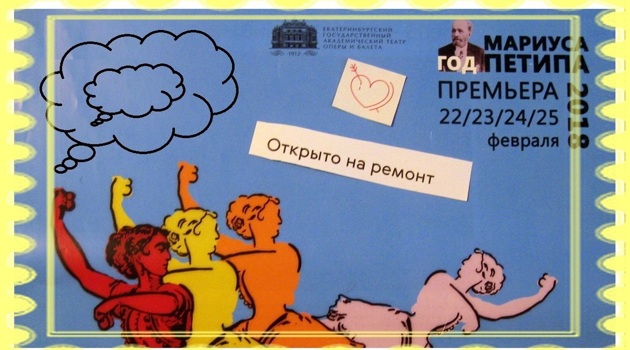 ЕКАТЕРИНБУРГСКИЙ
ГОСУДАРСТВЕННЫЙ
АКАДЕМИЧЕСКИЙ ТЕАТР
ОПЕРЫ И БАЛЕТА
1912
МАРИУСА
ГОД ПЕТИПА
2018
ПРЕМЬЕРА
22/23/24/25
февраля
Открыто на ремонт